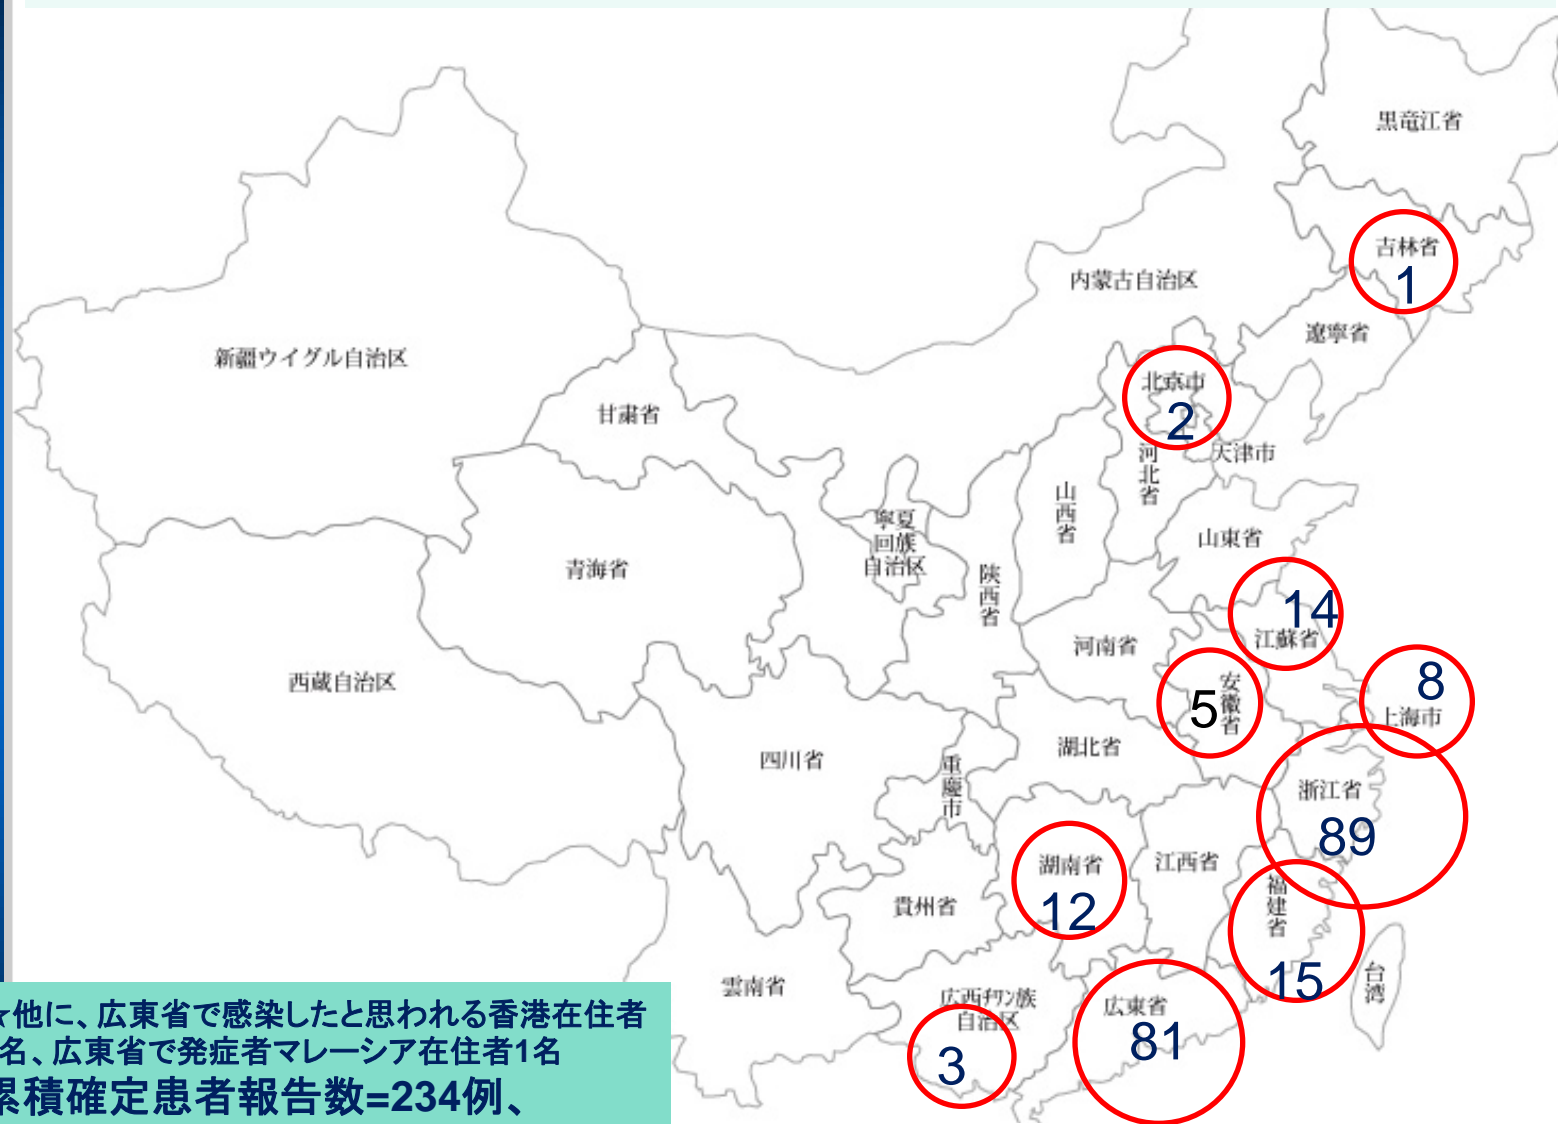 黒竜江省
吉林省
1
内蒙古自治区
遼寧省
新疆ウイグル自治区
北京市
2
甘粛省
天津市
河北省
山西省
寧夏
回族
自治区
山東省
青海省
陝西省
14
江蘇省
河南省
西蔵自治区
安徽省
5
8
上海市
湖北省
四川省
重慶市
浙江省
89
湖南省
12
江西省
福建省
15
貴州省
雲南省
台湾
広西チワン族
自治区
3
広東省
81
他に、広東省で感染したと思われる香港在住者
名、広東省で発症者マレーシア在住者1名
累積確定患者報告数=234例、